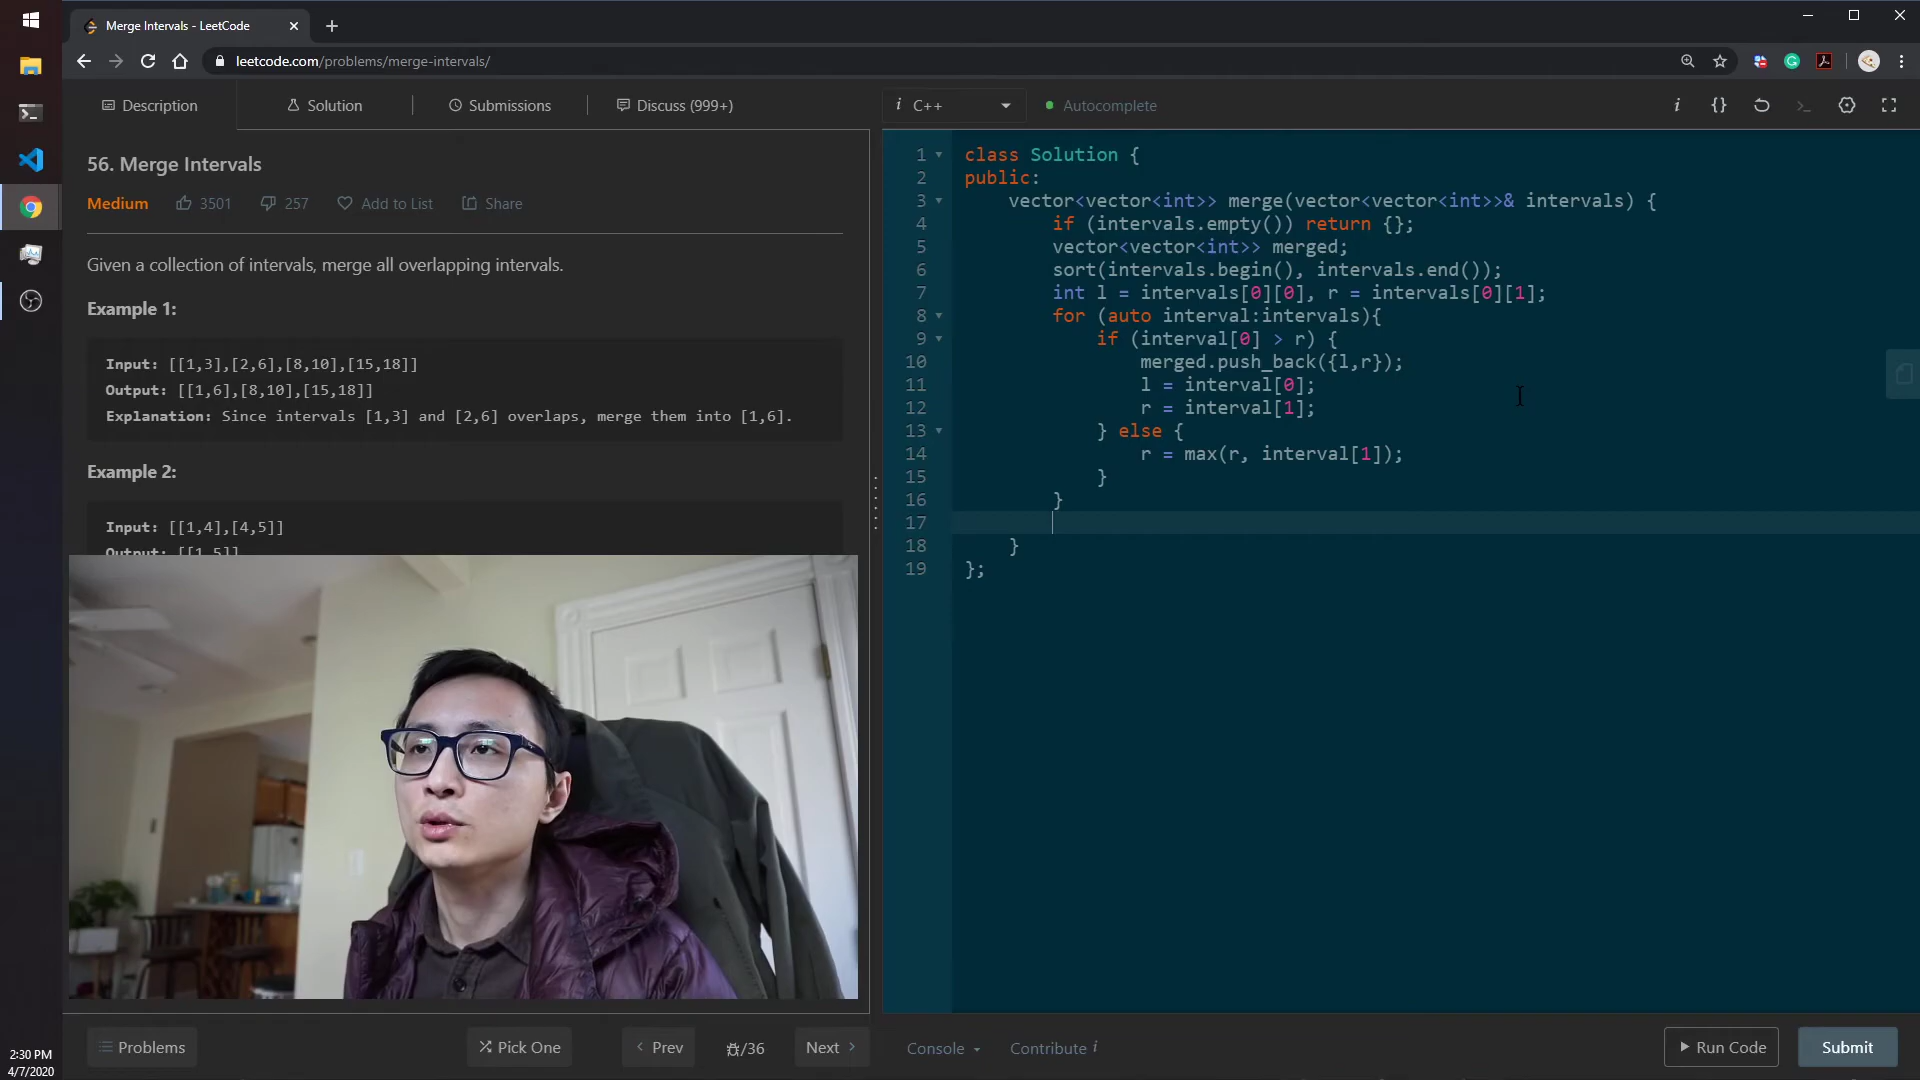 Merge Intervals - LeetCode
leetcode.com/problems/merge-intervals/
Description
Solution
Submissions
Discuss (999+)
i C++
Autocomplete
56. Merge Intervals
Medium
3501
257
Add to List
Share
Given a collection of intervals, merge all overlapping intervals.
Example 1:
Input: [[1,3],[2,6],[8,10],[15,18]]
Output: [[1,6],[8,10],[15,18]]
Explanation: Since intervals [1,3] and [2,6] overlaps, merge them into [1,6].
Example 2:
Input: [[1,4],[4,5]]
Output: [[1,5]]
1 class Solution {
2 public:
3 vector<vector<int>> merge(vector<vector<int>>& intervals) {
4 if (intervals.empty()) return {};
5 vector<vector<int>> merged;
6 sort(intervals.begin(), intervals.end());
7 int l = intervals[0][0], r = intervals[0][1];
8 for (auto interval:intervals){
9 if (interval[0] > r) {
10 merged.push_back({l,r});
11 l = interval[0];
12 r = interval[1];
13 } else {
14 r = max(r, interval[1]);
15 }
16 }
17
18 }
19 };
Problems
Pick One
Prev
/36
Next
Console
Contribute i
Run Code
Submit
2:30 PM
4/7/2020